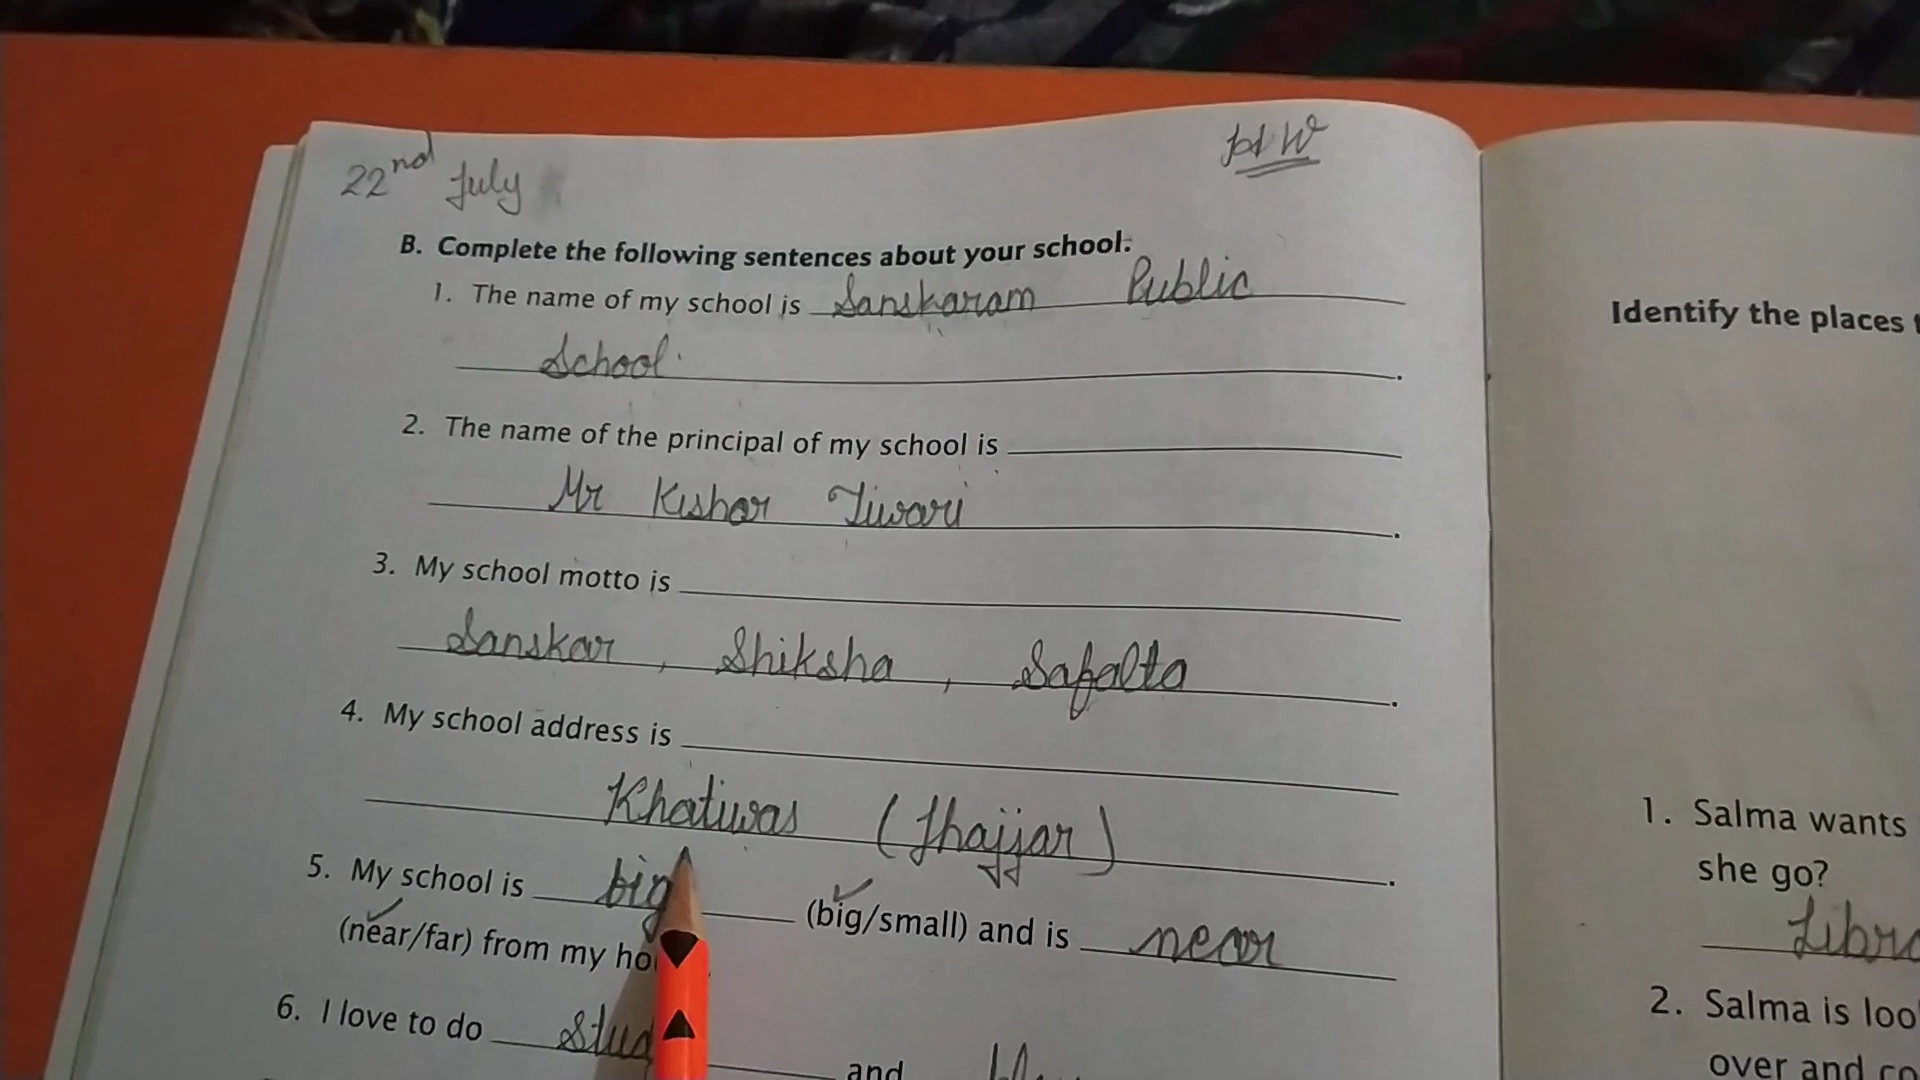 22nd July
H W
B. Complete the following sentences about your school.
1. The name of my school is Sanskaram Public
School.
2. The name of the principal of my school is
Mr Kishor Tiwari
3. My school motto is
Sanskar, Shiksha, Safalta.
4. My school address is
Khatiwas (Jhajjar).
5. My school is big (big/small) and is near
(near/far) from my
6. I love to do
and
Identify the places
1. Salma wants
she go?
2. Salma is
over and